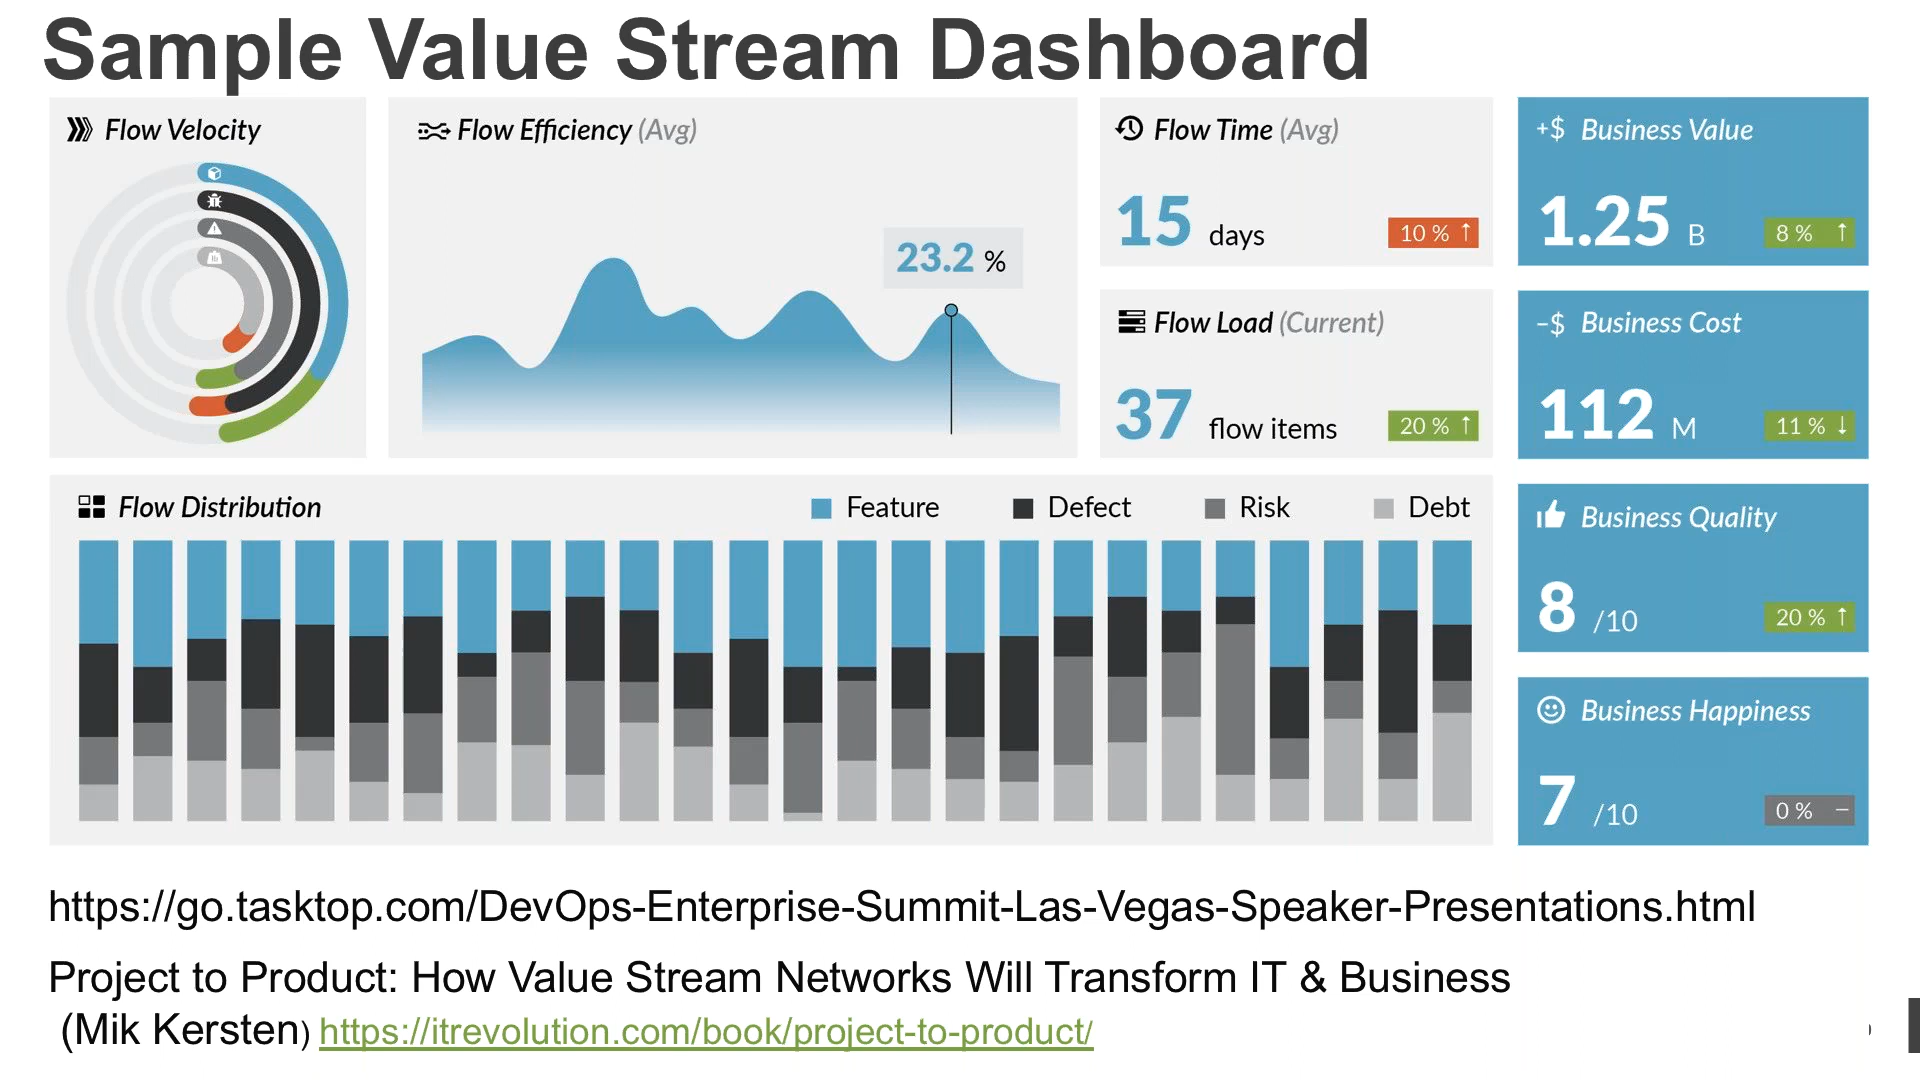 Sample Value Stream Dashboard
Flow Velocity
Flow Efficiency (Avg)
23.2 %
Flow Time (Avg)
15 days
10 % ↑
Flow Load (Current)
37 flow items
20 % ↑
+$ Business Value
1.25 B
8 % ↑
−$ Business Cost
112 M
11 % ↓
Business Quality
8 /10
20 % ↑
Business Happiness
7 /10
0 % −
Flow Distribution
Feature
Defect
Risk
Debt
https://go.tasktop.com/DevOps-Enterprise-Summit-Las-Vegas-Speaker-Presentations.html
Project to Product: How Value Stream Networks Will Transform IT & Business
(Mik Kersten) https://itrevolution.com/book/project-to-product/